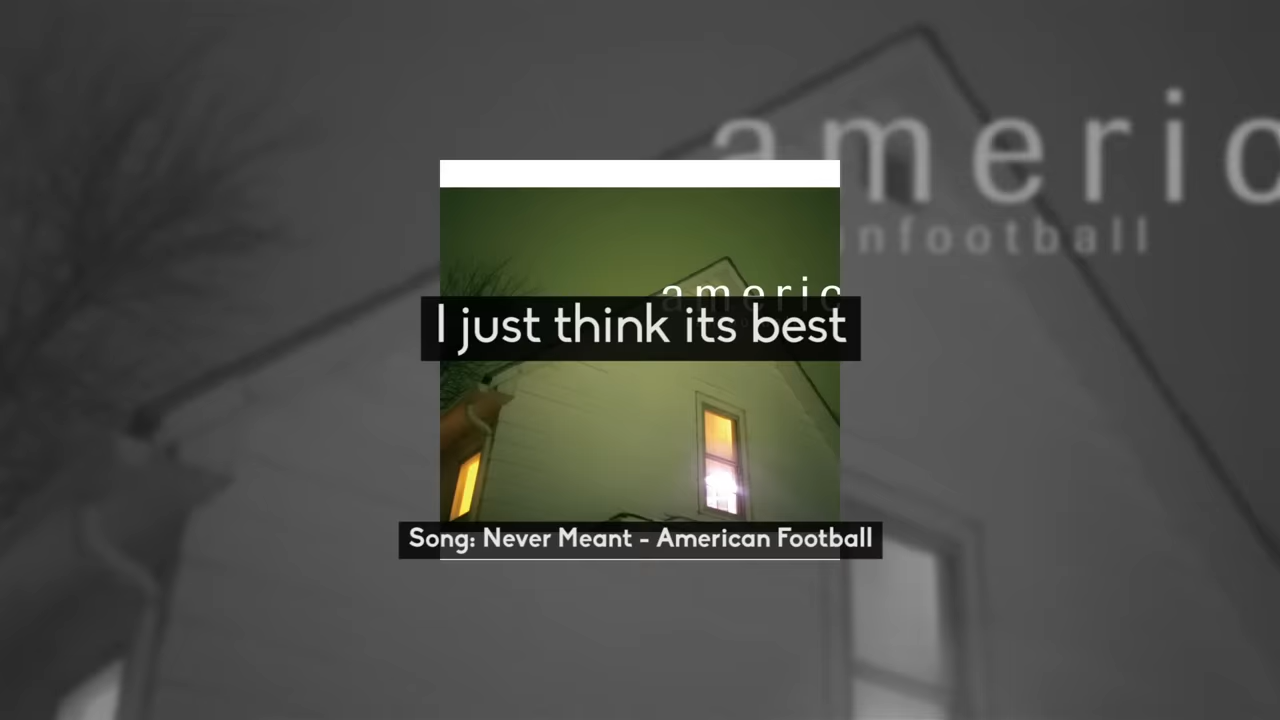 americ
anfootball
americ
I just think its best
Song: Never Meant - American Football